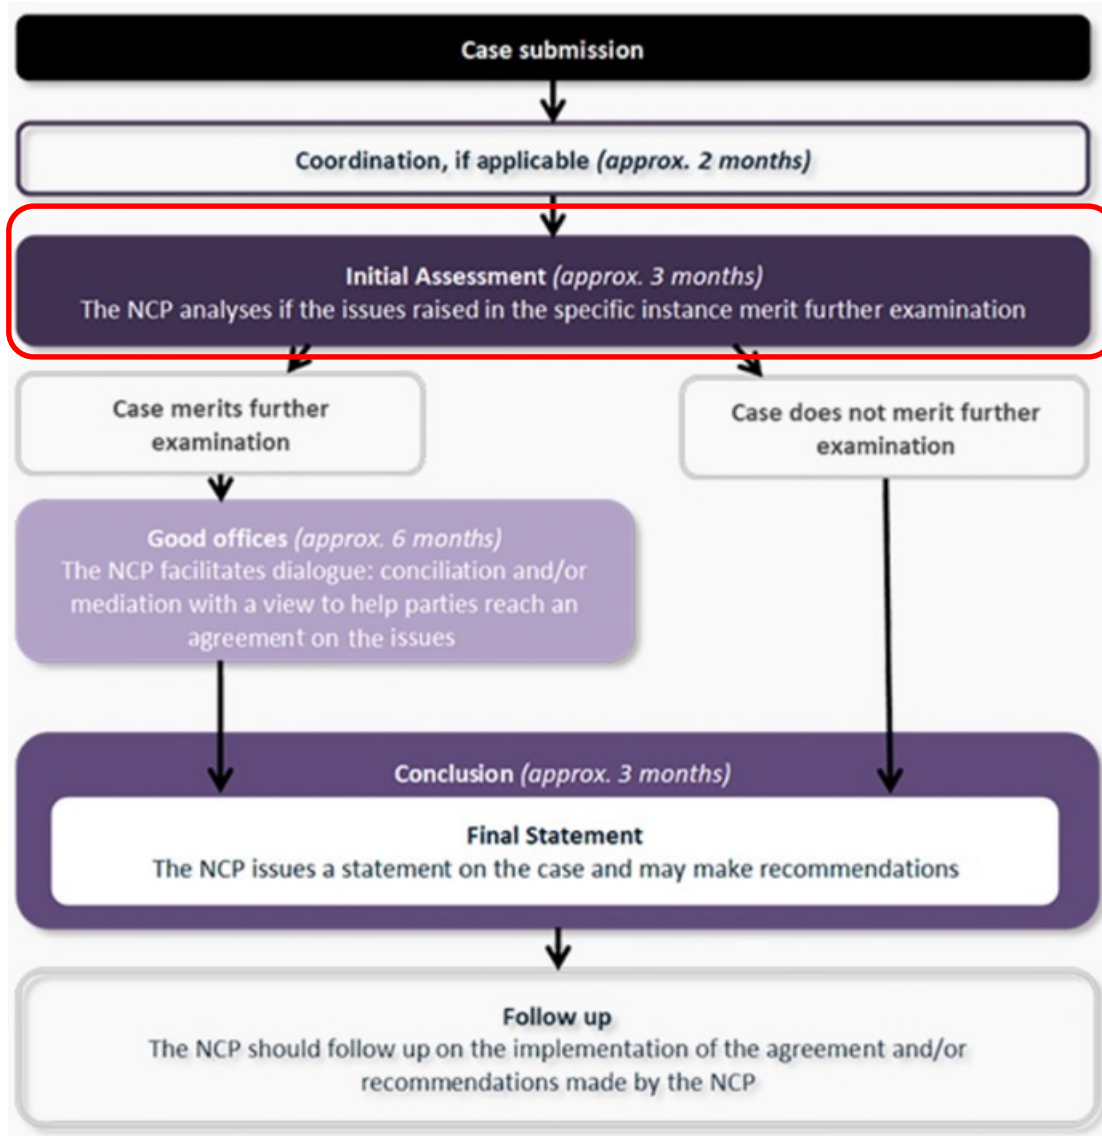 Case submission
Coordination, if applicable (approx. 2 months)
Initial Assessment (approx. 3 months)
The NCP analyses if the issues raised in the specific instance merit further examination
Case merits further
examination
Case does not merit further
examination
Good offices (approx. 6 months)
The NCP facilitates dialogue: conciliation and/or
mediation with a view to help parties reach an
agreement on the issues
Conclusion (approx. 3 months)
Final Statement
The NCP issues a statement on the case and may make recommendations
Follow up
The NCP should follow up on the implementation of the agreement and/or
recommendations made by the NCP